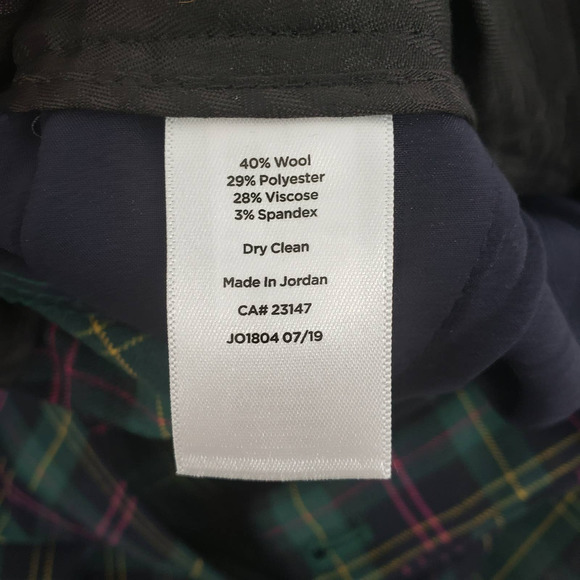 40% Wool
29% Polyester
28% Viscose
3% Spandex
Dry Clean
Made In Jordan
CA# 23147
JO1804 07/19